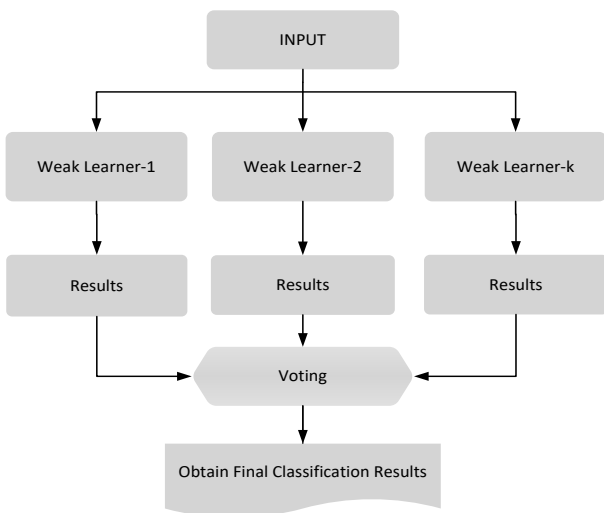 INPUT
Weak Learner-1
Weak Learner-2
Weak Learner-k
Results
Results
Results
Voting
Obtain Final Classification Results